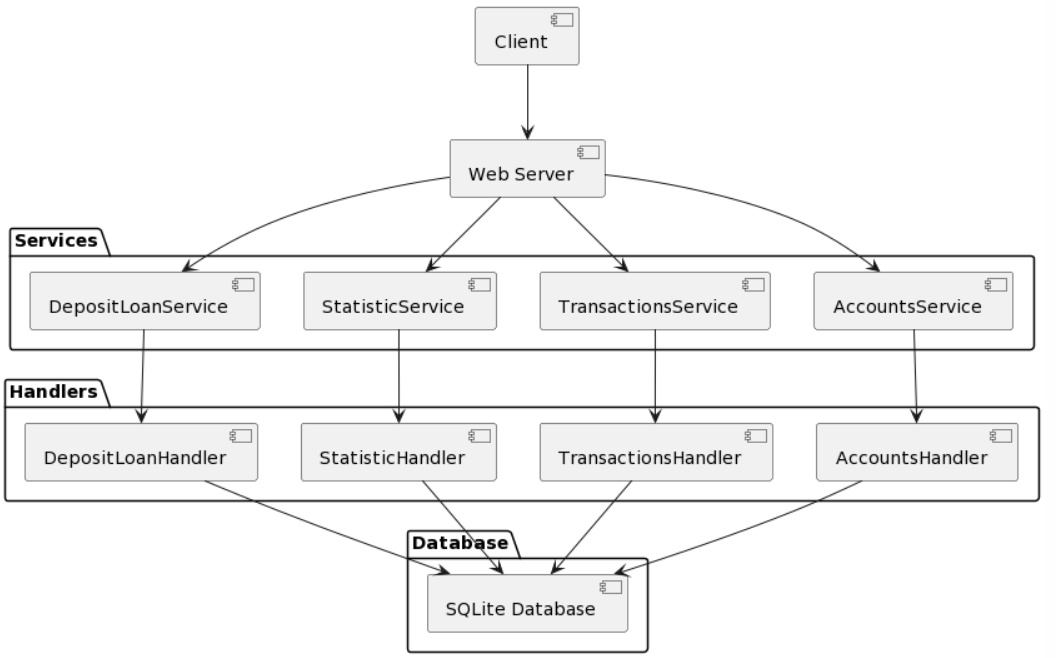 Client
Web Server
Services
DepositLoanService
StatisticService
TransactionsService
AccountsService
Handlers
DepositLoanHandler
StatisticHandler
TransactionsHandler
AccountsHandler
Database
SQLite Database